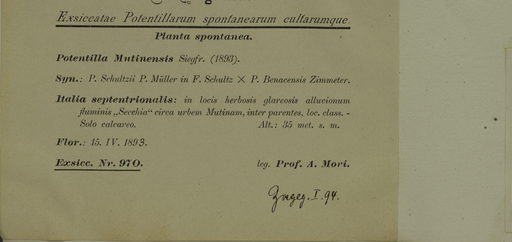 Exsiccatae Potentillarum spontanearum cultarumque.
Planta spontanea.
Potentilla Mutinensis Siegfr. (1893).
Syn.: P. Schultzii P. Müller in F. Schultz × P. Benacensis Zimmeter.
Italia septentrionalis: in locis herbosis glareosis allucionum
fluminis „Secchia“ circa urbem Mutinam, inter parentes, loc. class. -
Solo calcareo. Alt.: 35 met. s. m.
Flor.: 15. IV. 1893.
Exsicc. Nr. 970. leg. Prof. A. Mori.
I. 94.